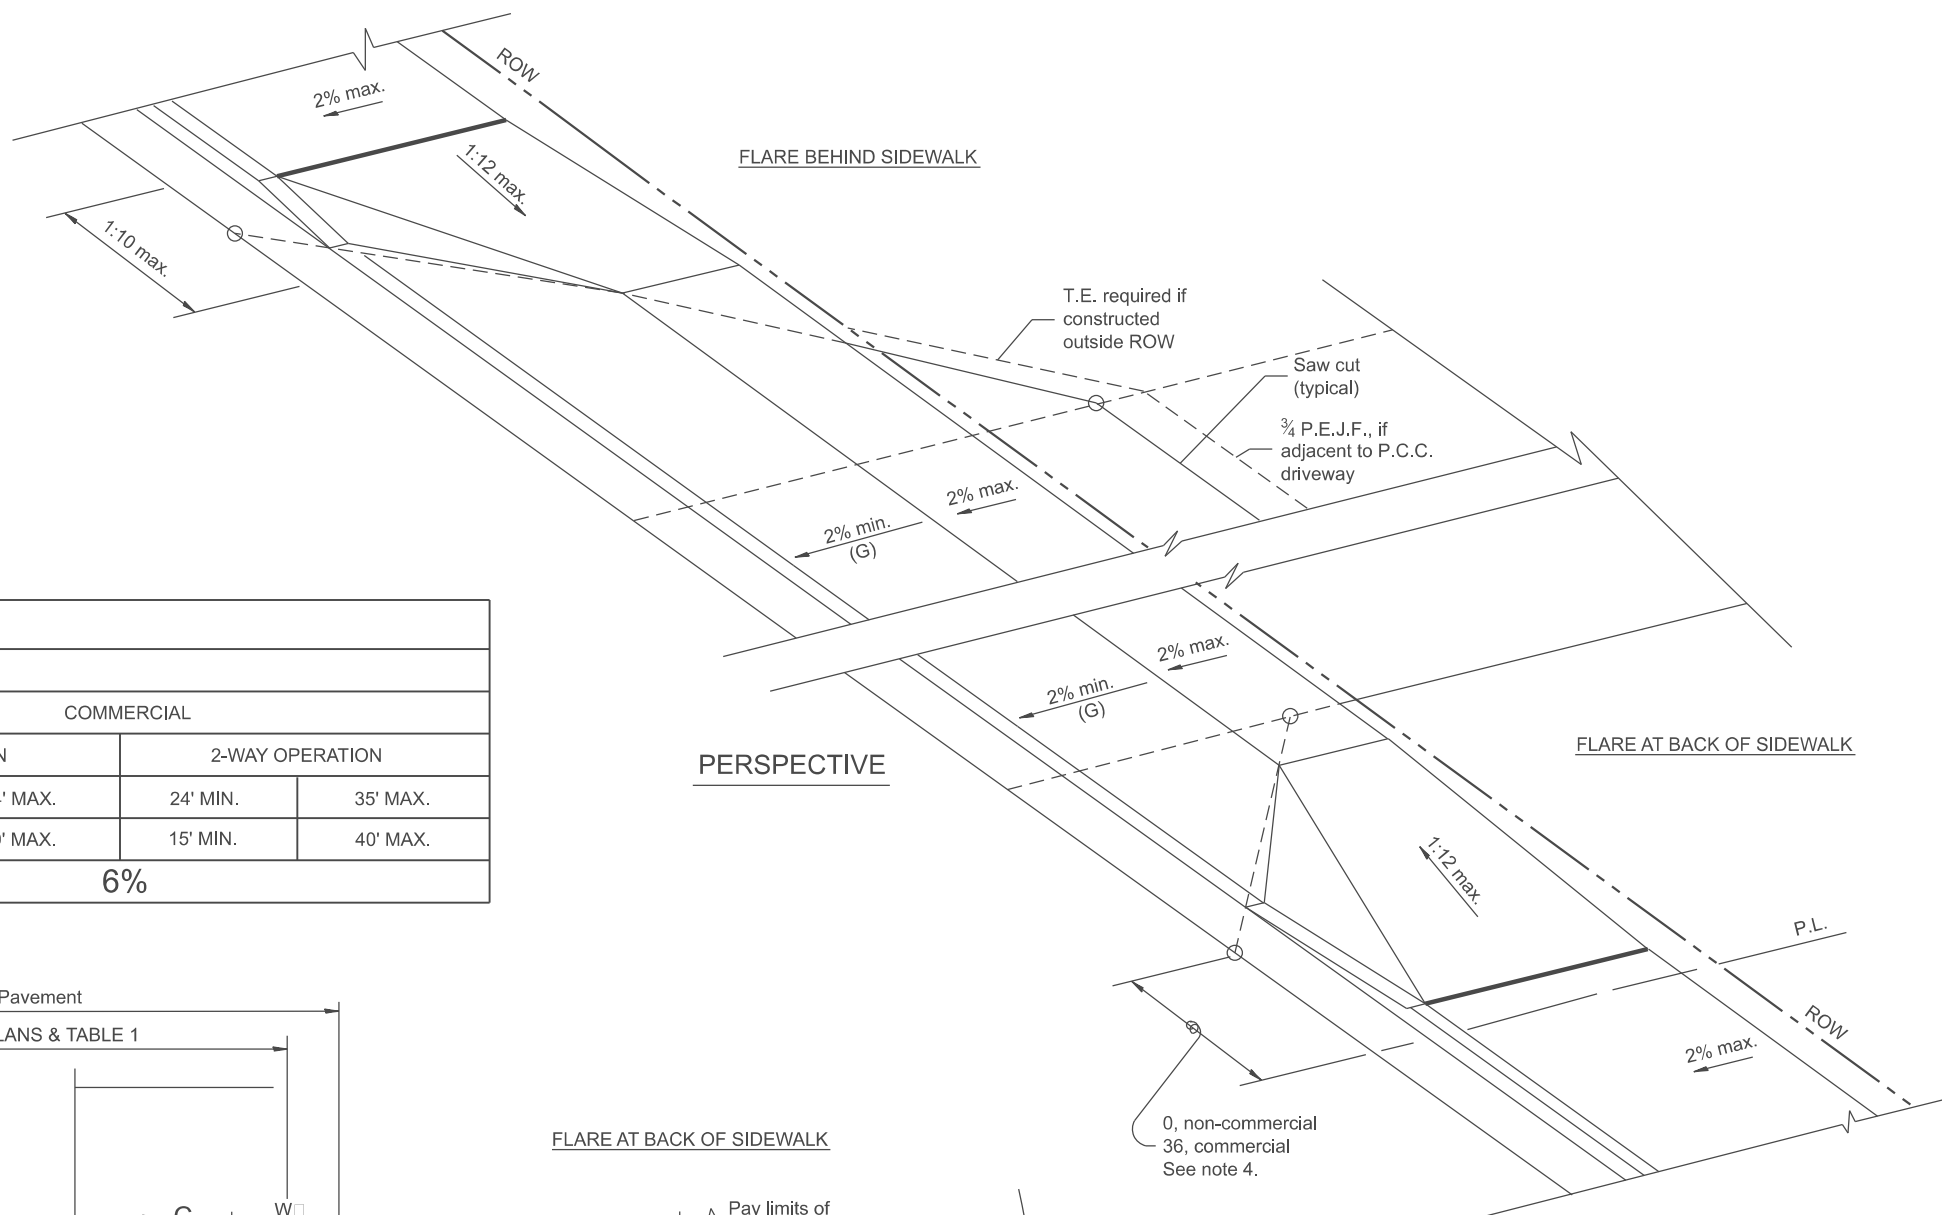 ROW
2% max.
FLARE BEHIND SIDEWALK
1:12 max.
1:10 max.
T.E. required if
constructed
outside ROW
Saw cut
(typical)
¾ P.E.J.F., if
adjacent to P.C.C.
driveway
2% max.
2% min.
(G)
2% max.
2% min.
(G)
COMMERCIAL
N
2-WAY OPERATION
' MAX.
24' MIN.
35' MAX.
' MAX.
15' MIN.
40' MAX.
6%
PERSPECTIVE
FLARE AT BACK OF SIDEWALK
1:12 max.
P.L.
ROW
2% max.
Pavement
LANS & TABLE 1
0, non-commercial
36, commercial
See note 4.
FLARE AT BACK OF SIDEWALK
Pay limits of
W